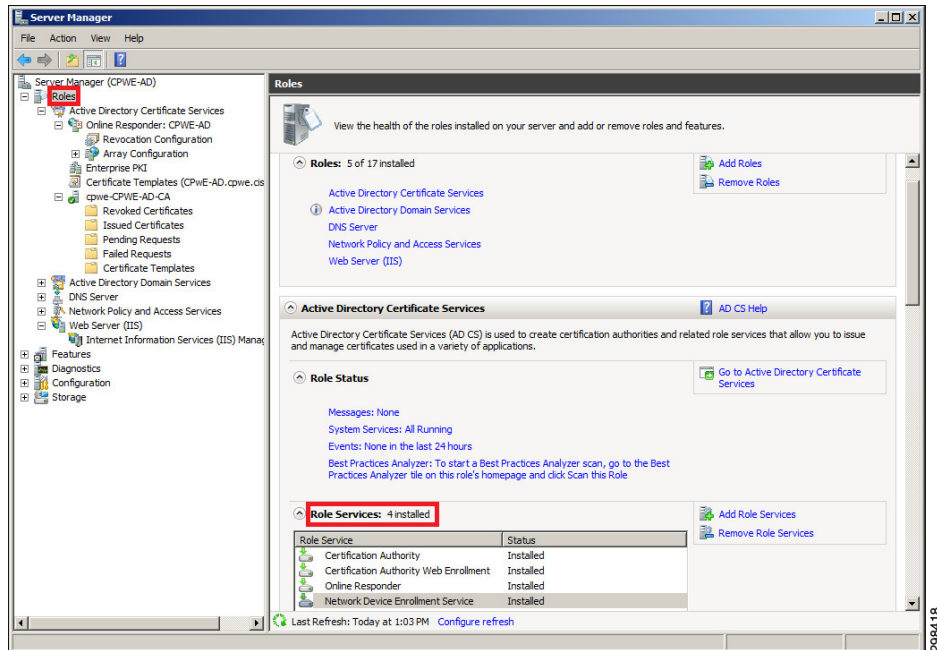 Server Manager
File Action View Help
Server Manager (CPWE-AD)
Roles
Active Directory Certificate Services
Online Responder: CPWE-AD
Revocation Configuration
Array Configuration
Enterprise PKI
Certificate Templates (CPwE-AD.cpwe.cis
cpwe-CPWE-AD-CA
Revoked Certificates
Issued Certificates
Pending Requests
Failed Requests
Certificate Templates
Active Directory Domain Services
DNS Server
Network Policy and Access Services
Web Server (IIS)
Internet Information Services (IIS) Manag
Features
Diagnostics
Configuration
Storage
Roles
View the health of the roles installed on your server and add or remove roles and features.
Roles: 5 of 17 installed
Add Roles
Remove Roles
Active Directory Certificate Services
Active Directory Domain Services
DNS Server
Network Policy and Access Services
Web Server (IIS)
Active Directory Certificate Services
AD CS Help
Active Directory Certificate Services (AD CS) is used to create certification authorities and related role services that allow you to issue
and manage certificates used in a variety of applications.
Role Status
Go to Active Directory Certificate
Services
Messages: None
System Services: All Running
Events: None in the last 24 hours
Best Practices Analyzer: To start a Best Practices Analyzer scan, go to the Best
Practices Analyzer tile on this role's homepage and click Scan this Role
Role Services: 4 installed
Add Role Services
Remove Role Services
Role Service Status
Certification Authority Installed
Certification Authority Web Enrollment Installed
Online Responder Installed
Network Device Enrollment Service Installed
Last Refresh: Today at 1:03 PM Configure refresh
298418